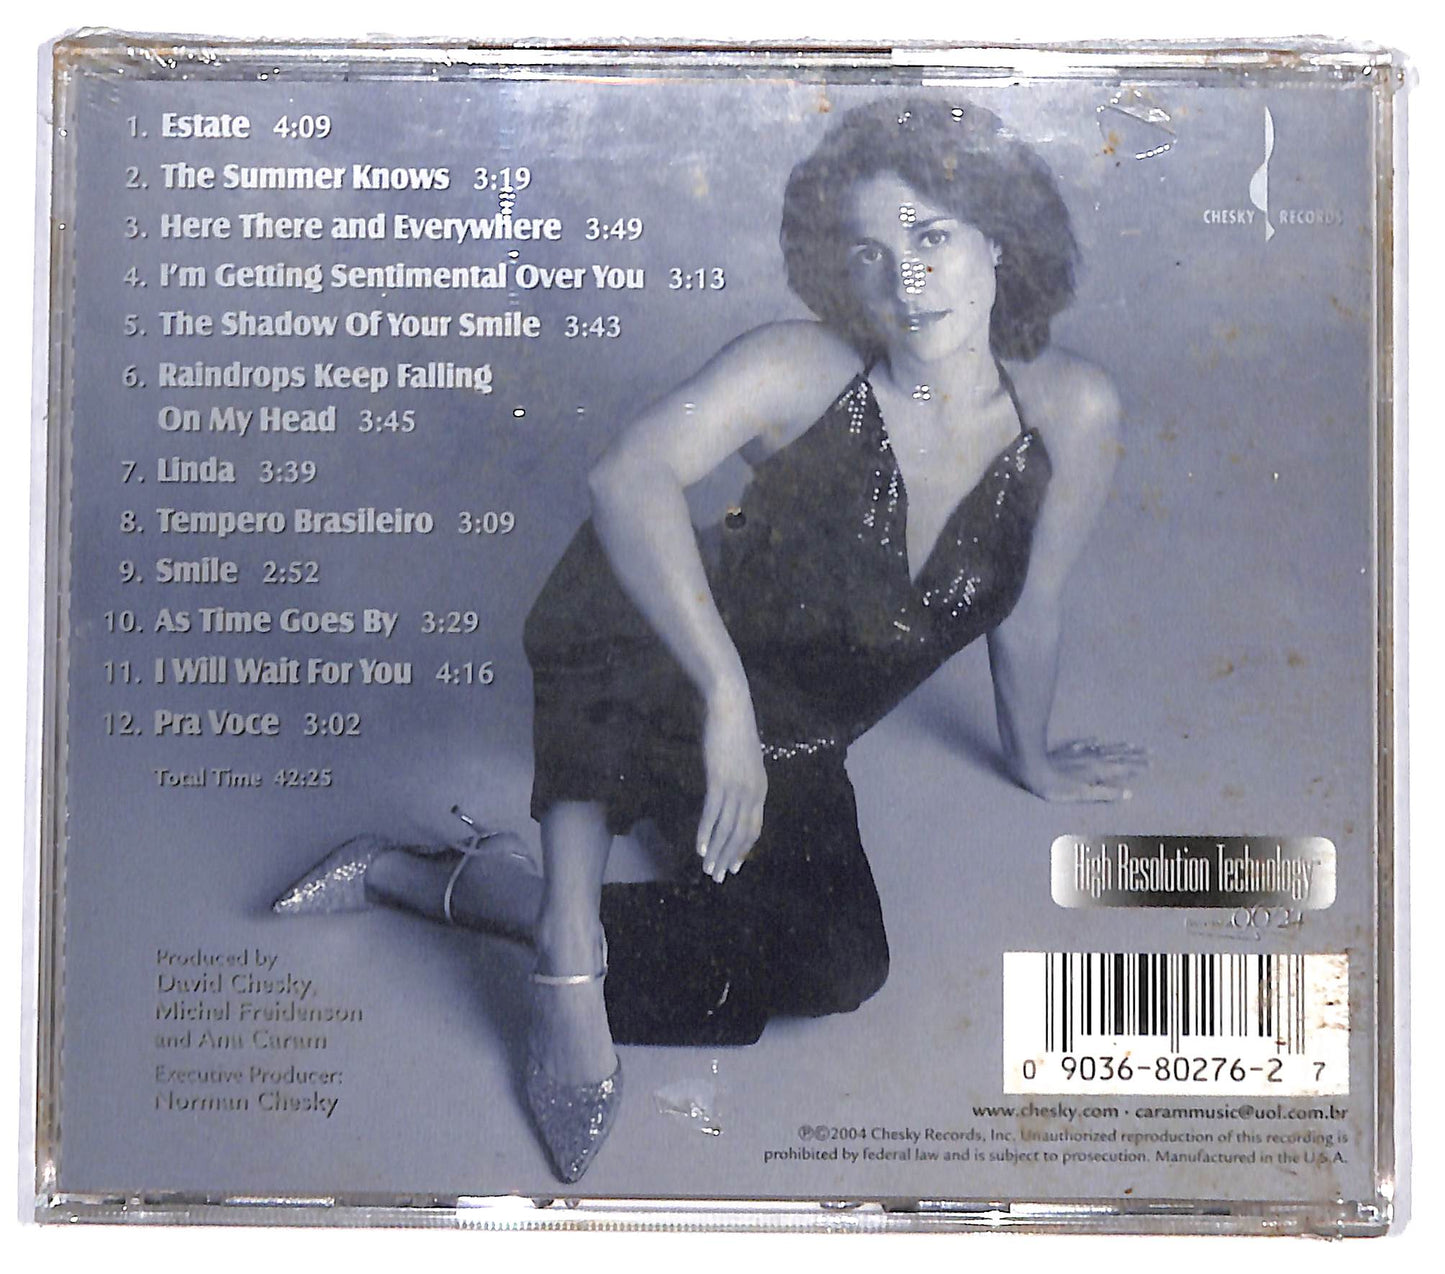 1. Estate 4:09
2. The Summer Knows 3:19
3. Here There and Everywhere 3:49
4. I'm Getting Sentimental Over You 3:13
5. The Shadow Of Your Smile 3:43
6. Raindrops Keep Falling
On My Head 3:45
7. Linda 3:39
8. Tempero Brasileiro 3:09
9. Smile 2:52
10. As Time Goes By 3:29
11. I Will Wait For You 4:16
12. Pra Voce 3:02
Total Time 42:25
CHESKY RECORDS
High Resolution Technology
Produced by
David Chesky,
Michel Freidenson
and Ana Caram
Executive Producer:
Norman Chesky
0 9036-80276-2 7
www.chesky.com · carammusic@uol.com.br
℗©2004 Chesky Records, Inc. Unauthorized reproduction of this recording is
prohibited by federal law and is subject to prosecution. Manufactured in the U.S.A.